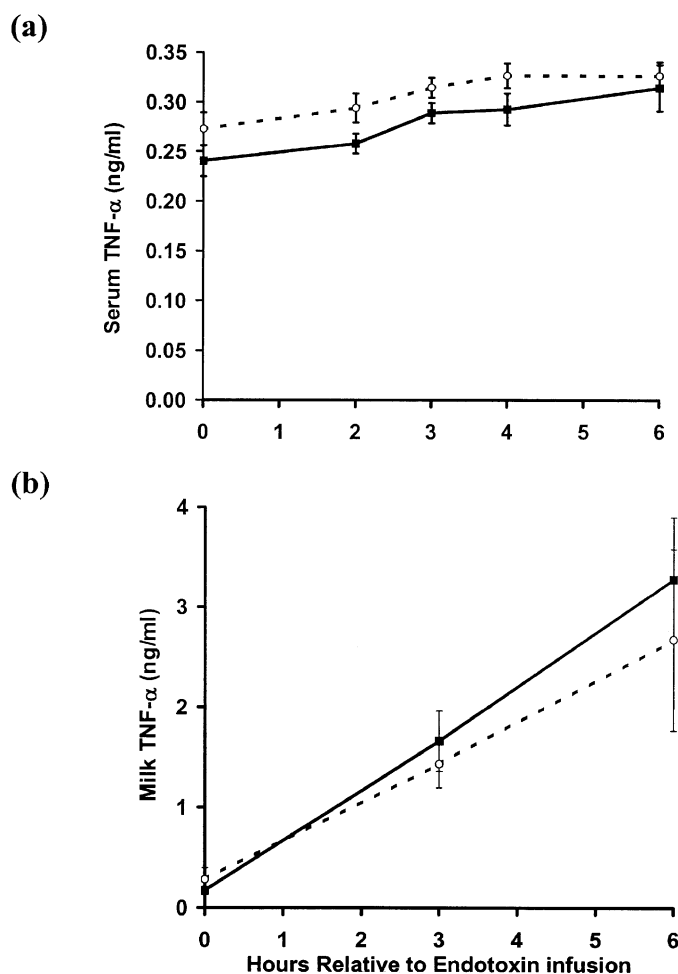 (a)
Serum TNF-α (ng/ml)
0.35
0.30
0.25
0.20
0.15
0.10
0.05
0.00
0 1 2 3 4 5 6
(b)
Milk TNF-α (ng/ml)
4
3
2
1
0
0 1 2 3 4 5 6
Hours Relative to Endotoxin infusion